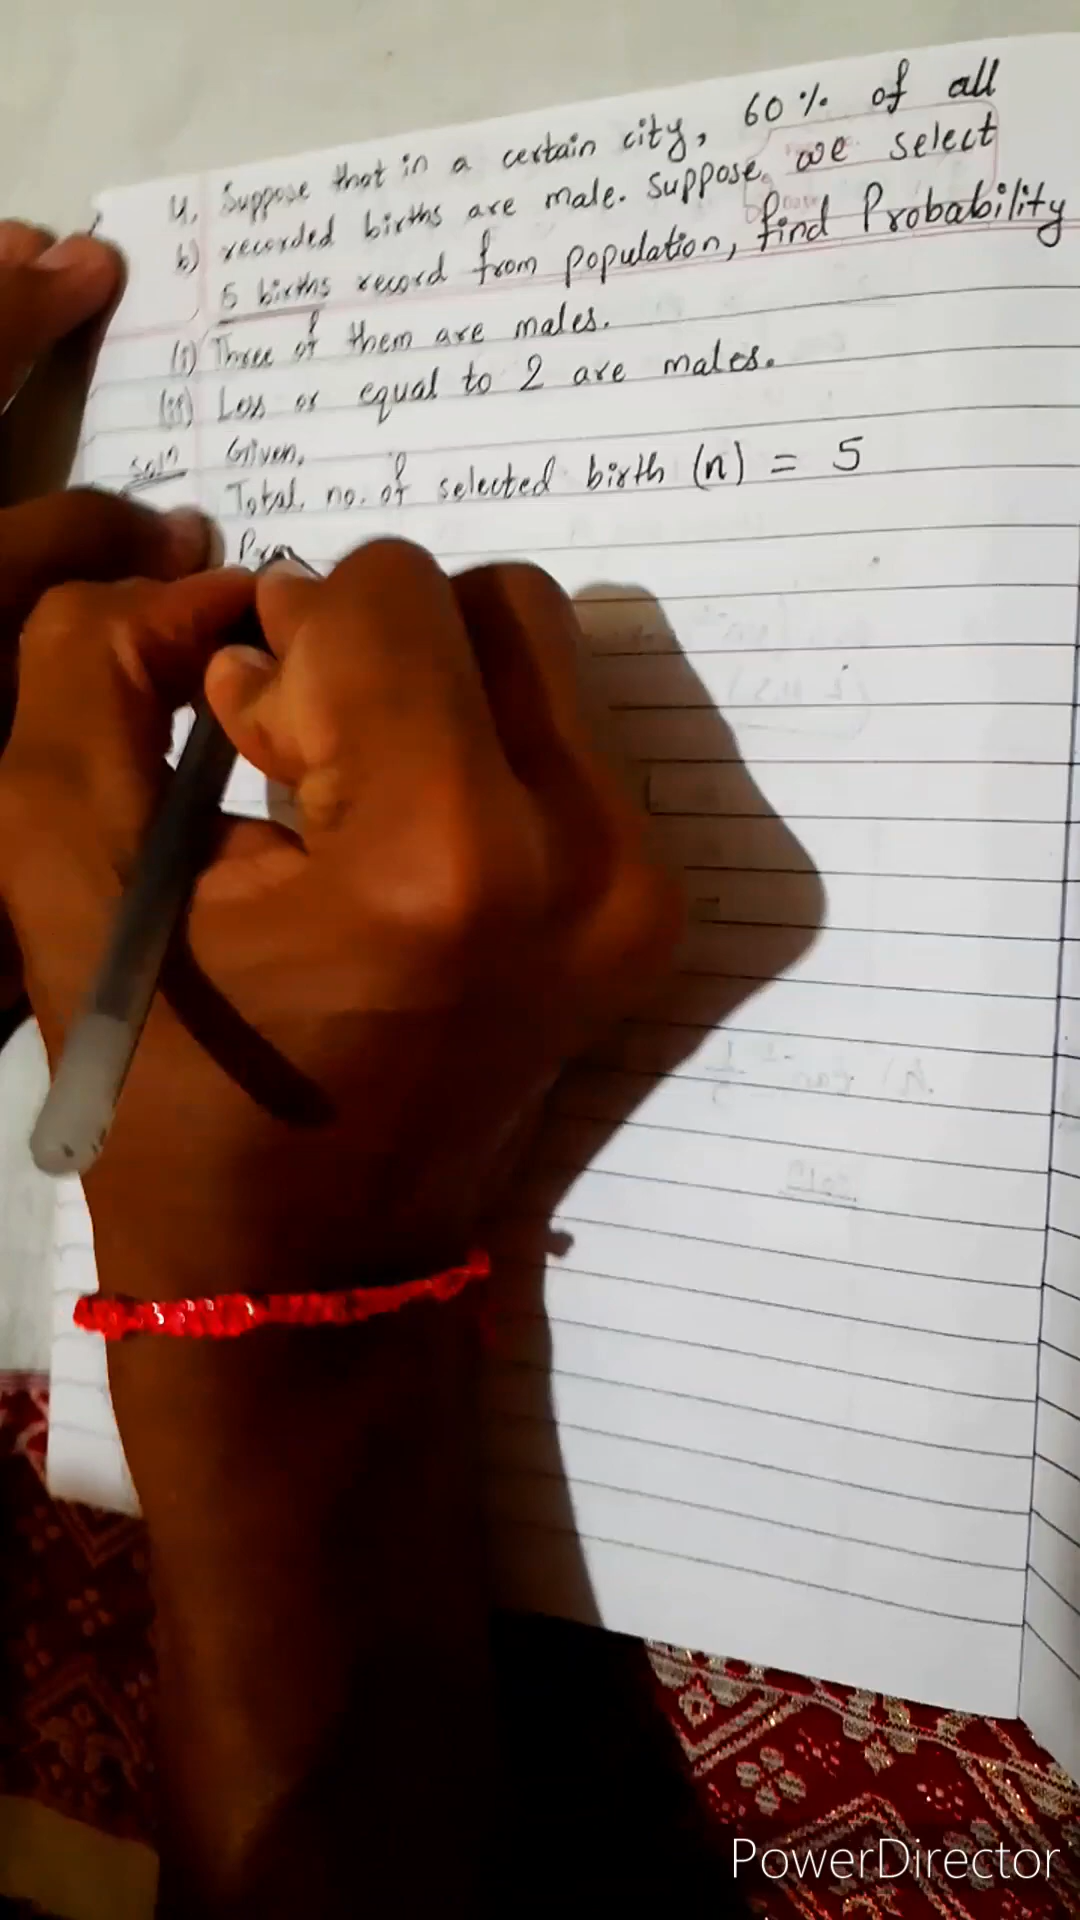 4. Suppose that in a certain city, 60% of all
b) recorded births are male. Suppose we select
5 births record from population, find Probability
(i) Three of them are males.
(ii) Less or equal to 2 are males.
Soln Given,
Total no. of selected birth (n) = 5
PowerDirector